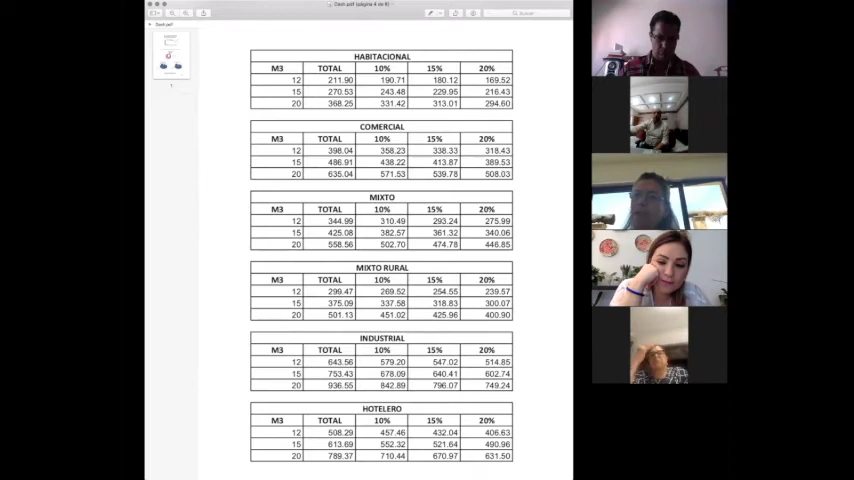 Dash.pdf (página 4 de 8)
Buscar
Dash.pdf
1
HABITACIONAL
M3 TOTAL 10% 15% 20%
12 211.90 190.71 180.12 169.52
15 270.53 243.48 229.95 216.43
20 368.25 331.42 313.01 294.60
COMERCIAL
M3 TOTAL 10% 15% 20%
12 398.04 358.23 338.33 318.43
15 486.91 438.22 413.87 389.53
20 635.04 571.53 539.78 508.03
MIXTO
M3 TOTAL 10% 15% 20%
12 344.99 310.49 293.24 275.99
15 425.08 382.57 361.32 340.06
20 558.56 502.70 474.78 446.85
MIXTO RURAL
M3 TOTAL 10% 15% 20%
12 299.47 269.52 254.55 239.57
15 375.09 337.58 318.83 300.07
20 501.13 451.02 425.96 400.90
INDUSTRIAL
M3 TOTAL 10% 15% 20%
12 643.56 579.20 547.02 514.85
15 753.43 678.09 640.41 602.74
20 936.55 842.89 796.07 749.24
HOTELERO
M3 TOTAL 10% 15% 20%
12 508.29 457.46 432.04 406.63
15 613.69 552.32 521.64 490.96
20 789.37 710.44 670.97 631.50